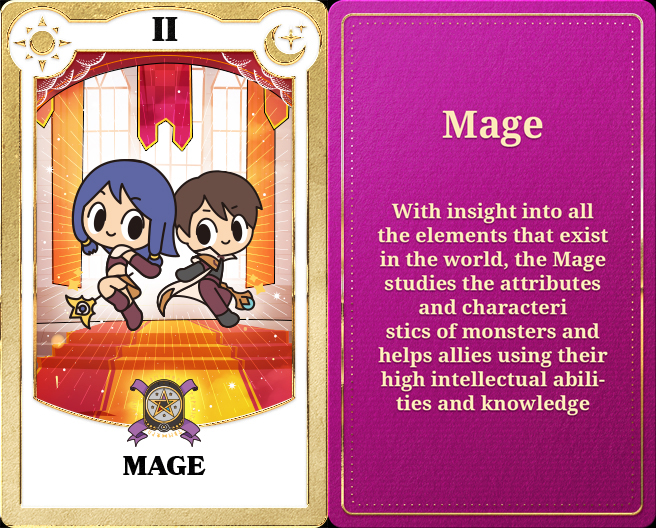 II
MAGE
Mage
With insight into all
the elements that exist
in the world, the Mage
studies the attributes
and characteri
stics of monsters and
helps allies using their
high intellectual abili-
ties and knowledge